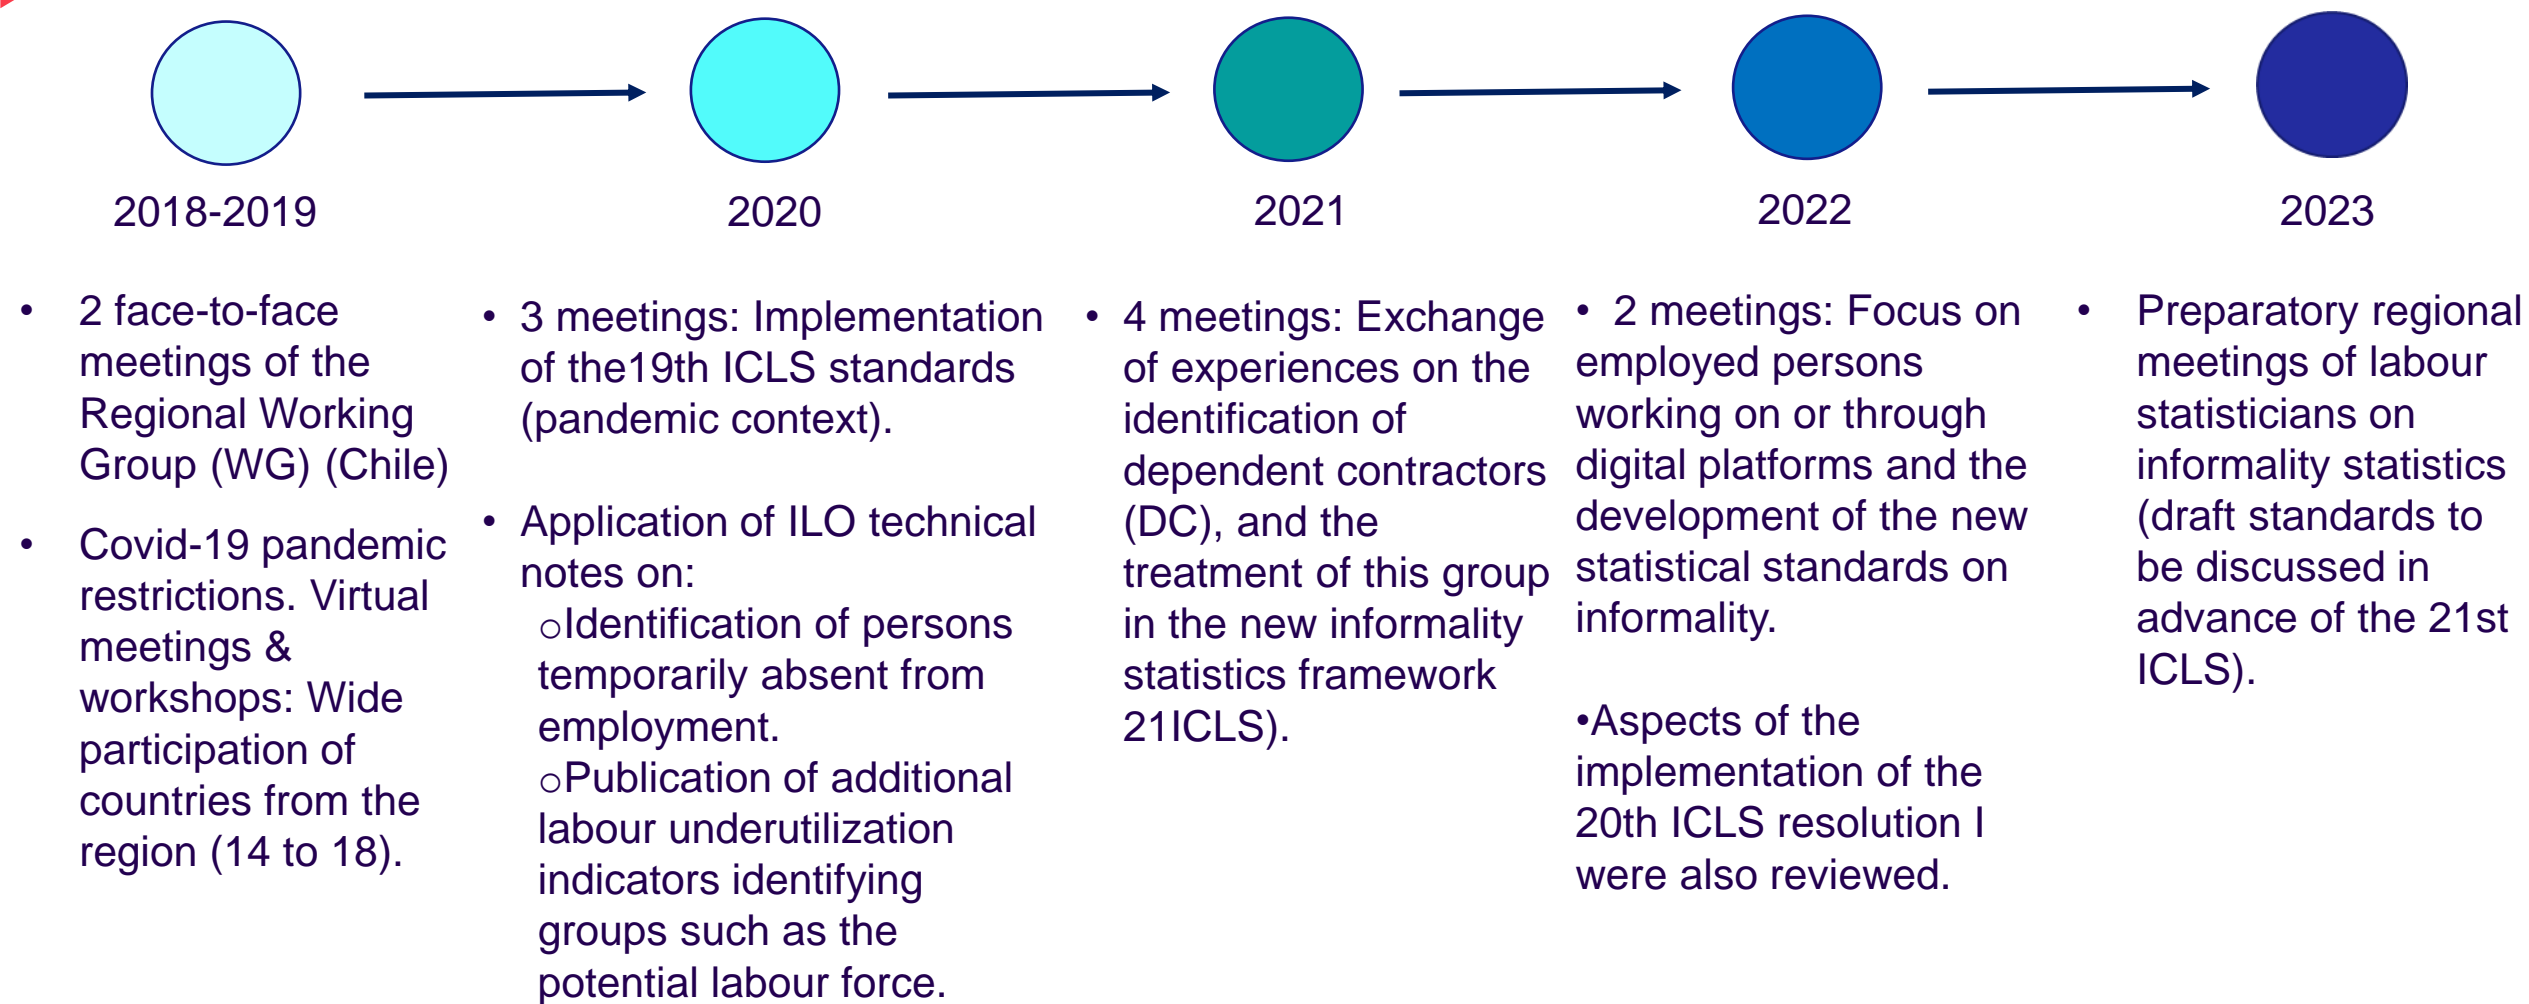 2018-2019
• 2 face-to-face
meetings of the
Regional Working
Group (WG) (Chile)
• Covid-19 pandemic
restrictions. Virtual
meetings &
workshops: Wide
participation of
countries from the
region (14 to 18).
2020
• 3 meetings: Implementation
of the19th ICLS standards
(pandemic context).
• Application of ILO technical
notes on:
oIdentification of persons
temporarily absent from
employment.
oPublication of additional
labour underutilization
indicators identifying
groups such as the
potential labour force.
2021
• 4 meetings: Exchange
of experiences on the
identification of
dependent contractors
(DC), and the
treatment of this group
in the new informality
statistics framework
21ICLS).
2022
• 2 meetings: Focus on
employed persons
working on or through
digital platforms and the
development of the new
statistical standards on
informality.
•Aspects of the
implementation of the
20th ICLS resolution I
were also reviewed.
2023
• Preparatory regional
meetings of labour
statisticians on
informality statistics
(draft standards to
be discussed in
advance of the 21st
ICLS).